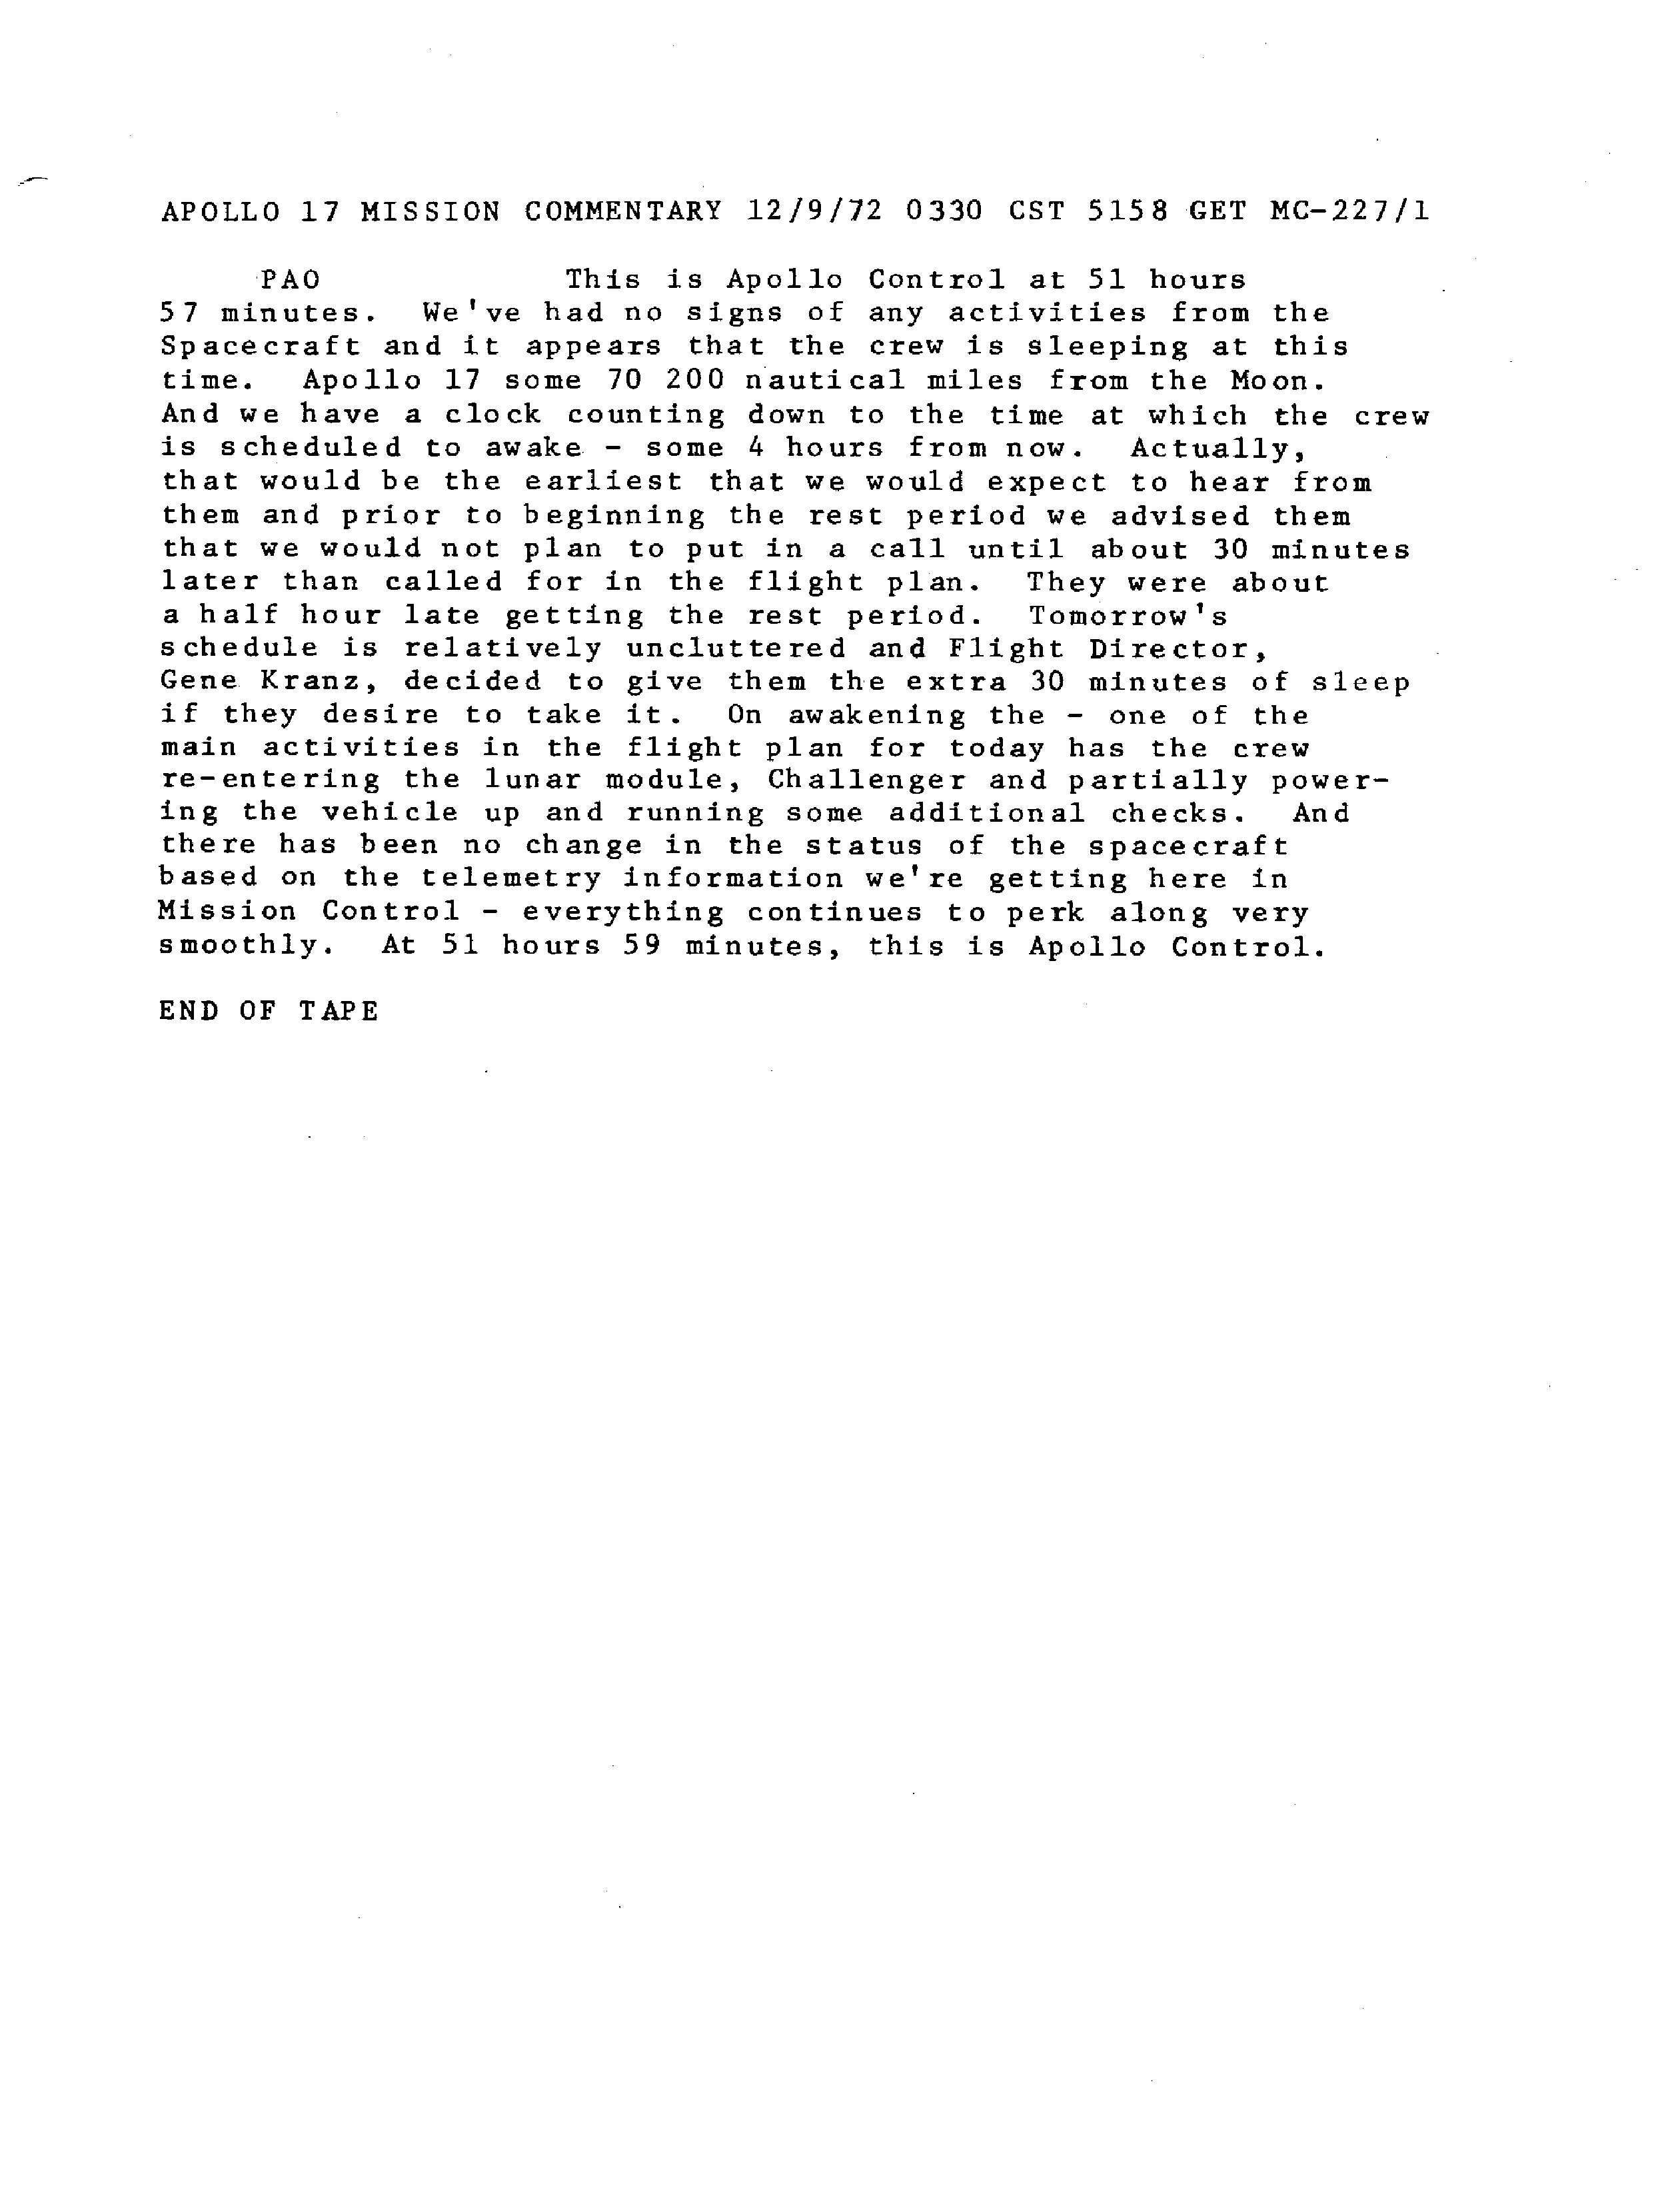 APOLLO 17 MISSION COMMENTARY 12/9/72 0330 CST 5158 GET MC-227/1
PAO This is Apollo Control at 51 hours
57 minutes. We've had no signs of any activities from the
Spacecraft and it appears that the crew is sleeping at this
time. Apollo 17 some 70 200 nautical miles from the Moon.
And we have a clock counting down to the time at which the crew
is scheduled to awake - some 4 hours from now. Actually,
that would be the earliest that we would expect to hear from
them and prior to beginning the rest period we advised them
that we would not plan to put in a call until about 30 minutes
later than called for in the flight plan. They were about
a half hour late getting the rest period. Tomorrow's
schedule is relatively uncluttered and Flight Director,
Gene Kranz, decided to give them the extra 30 minutes of sleep
if they desire to take it. On awakening the - one of the
main activities in the flight plan for today has the crew
re-entering the lunar module, Challenger and partially power-
ing the vehicle up and running some additional checks. And
there has been no change in the status of the spacecraft
based on the telemetry information we're getting here in
Mission Control - everything continues to perk along very
smoothly. At 51 hours 59 minutes, this is Apollo Control.
END OF TAPE